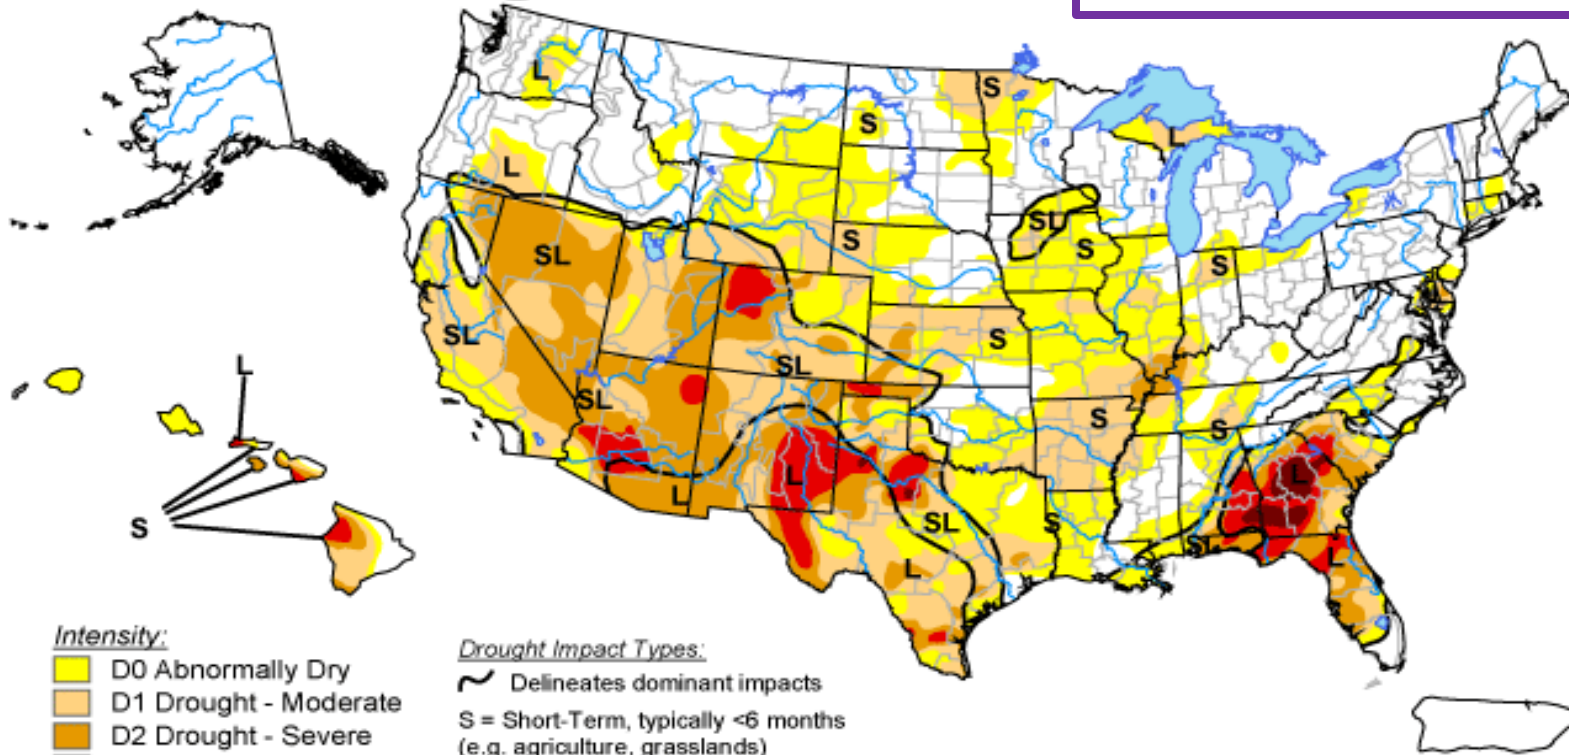 L
S
L
S
L
S
SL
S
SL
S
S
SL
S
SL
L
SL
S
S
L
L
L
SL
S
S
SL
L
L
Intensity:
D0 Abnormally Dry
D1 Drought - Moderate
D2 Drought - Severe
Drought Impact Types:
Delineates dominant impacts
S = Short-Term, typically <6 months
(e.g. agriculture, grasslands)